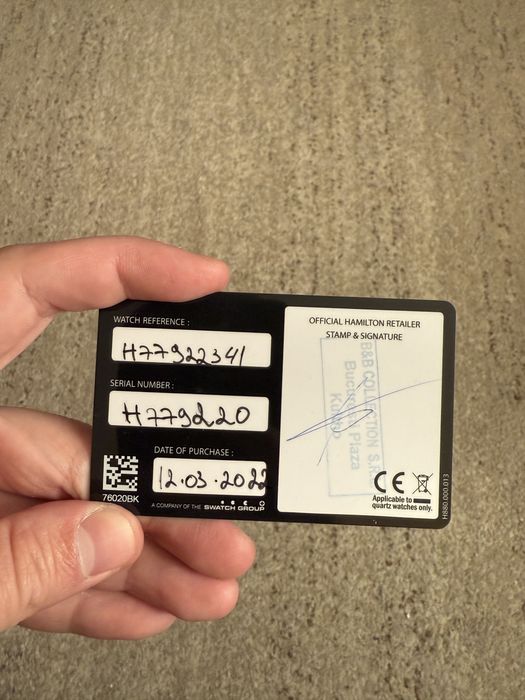 WATCH REFERENCE :
H77922341
SERIAL NUMBER :
H779220
DATE OF PURCHASE :
12.03.2022
76020BK
A COMPANY OF THE SWATCH GROUP
OFFICIAL HAMILTON RETAILER
STAMP & SIGNATURE
B&B
Plaza
CE
Applicable to
quartz watches only.
H880.000.013